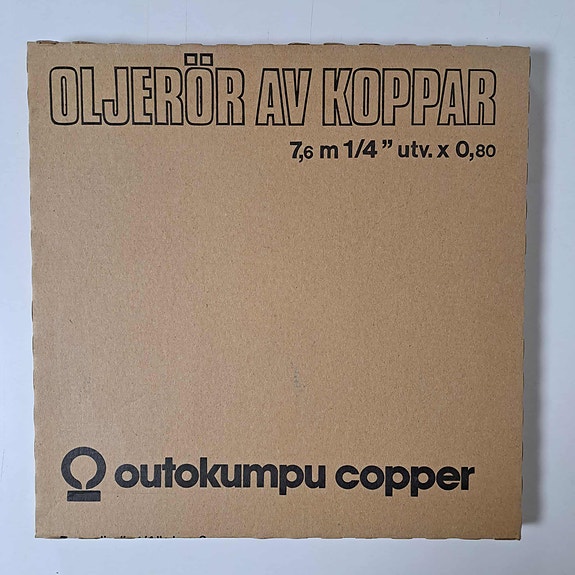 OLJERÖR AV KOPPAR
7,6 m 1/4” utv. x 0,80
outokumpu copper